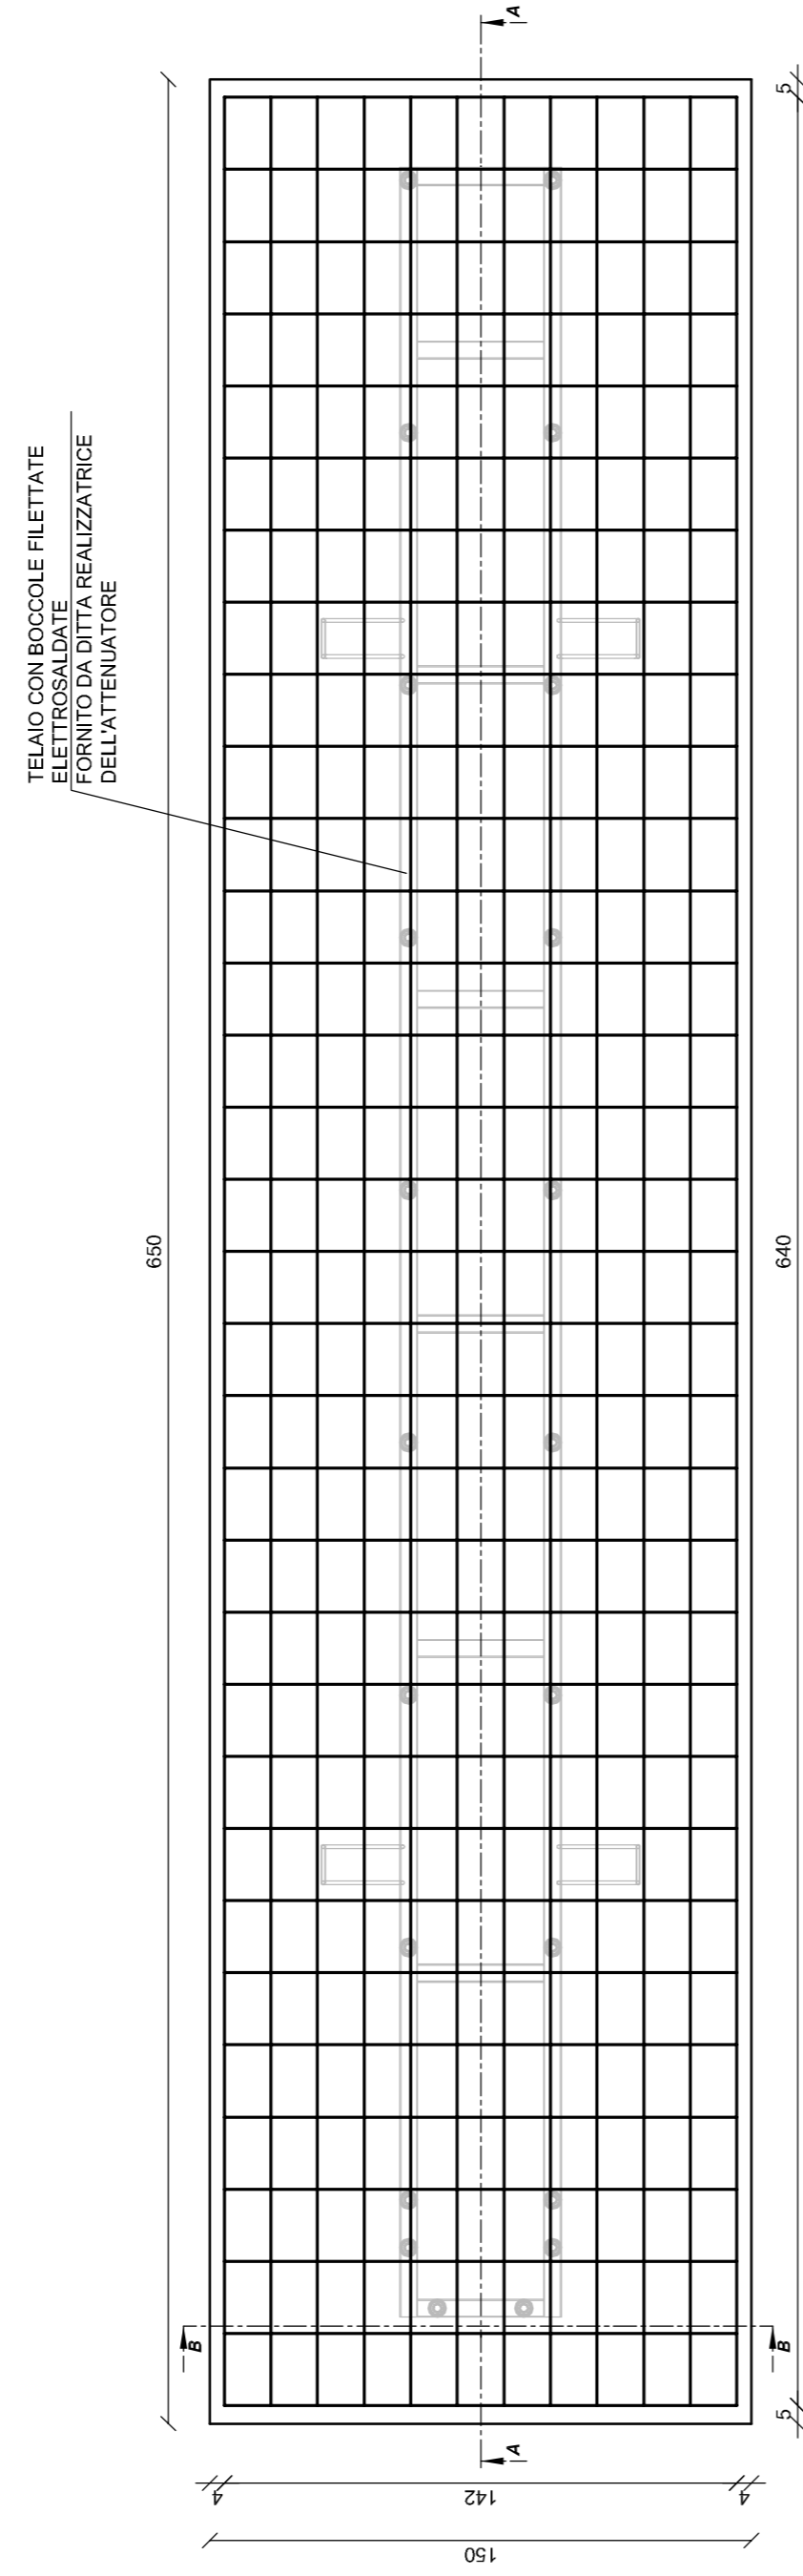 A
5
TELAIO CON BOCCOLE FILETTATE
ELETTROSALDATE
FORNITO DA DITTA REALIZZATRICE
DELL'ATTENUATORE
650
640
B
B
5
A
4
142
4
150